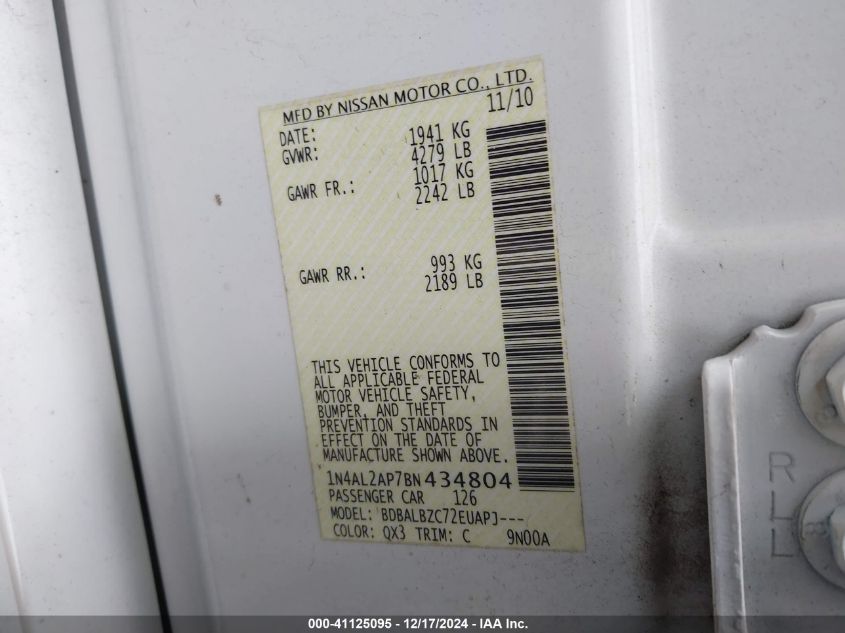 MFD BY NISSAN MOTOR CO., LTD.
DATE: 11/10
GVWR: 1941 KG
4279 LB
GAWR FR.: 1017 KG
2242 LB
GAWR RR.: 993 KG
2189 LB
THIS VEHICLE CONFORMS TO
ALL APPLICABLE FEDERAL
MOTOR VEHICLE SAFETY,
BUMPER, AND THEFT
PREVENTION STANDARDS IN
EFFECT ON THE DATE OF
MANUFACTURE SHOWN ABOVE.
1N4AL2AP7BN434804
PASSENGER CAR 126
MODEL: BDBALBZC72EUAPJ---
COLOR: QX3 TRIM: C 9N00A
RLL
000-41125095 - 12/17/2024 - IAA Inc.